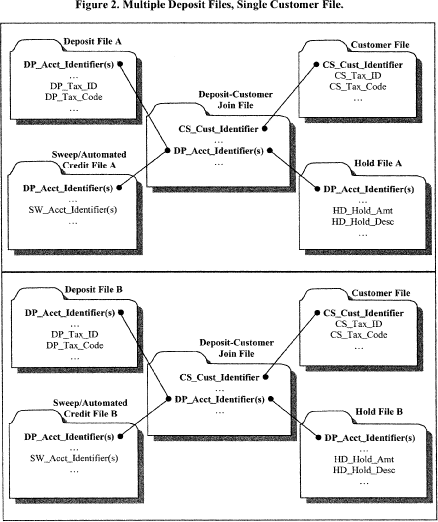 Figure 2. Multiple Deposit Files, Single Customer File.
Deposit File A
DP_Acct_Identifier(s)
...
DP_Tax_ID
DP_Tax_Code
...
Customer File
CS_Cust_Identifier
CS_Tax_ID
CS_Tax_Code
...
Deposit-Customer
Join File
CS_Cust_Identifier
...
DP_Acct_Identifier(s)
...
Sweep/Automated
Credit File A
DP_Acct_Identifier(s)
...
SW_Acct_Identifier(s)
...
Hold File A
DP_Acct_Identifier(s)
...
HD_Hold_Amt
HD_Hold_Desc
...
Deposit File B
DP_Acct_Identifier(s)
...
DP_Tax_ID
DP_Tax_Code
...
Customer File
CS_Cust_Identifier
CS_Tax_ID
CS_Tax_Code
...
Deposit-Customer
Join File
CS_Cust_Identifier
...
DP_Acct_Identifier(s)
...
Sweep/Automated
Credit File B
DP_Acct_Identifier(s)
...
SW_Acct_Identifier(s)
...
Hold File B
DP_Acct_Identifier(s)
...
HD_Hold_Amt
HD_Hold_Desc
...